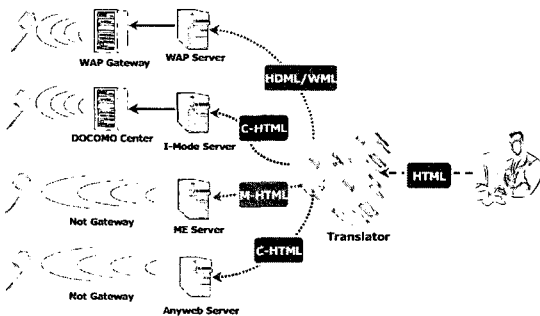 WAP Gateway
WAP Server
HDML/WML
DOCOMO Center
I-Mode Server
C-HTML
HTML
Translator
Not Gateway
ME Server
M-HTML
C-HTML
Not Gateway
Anyweb Server